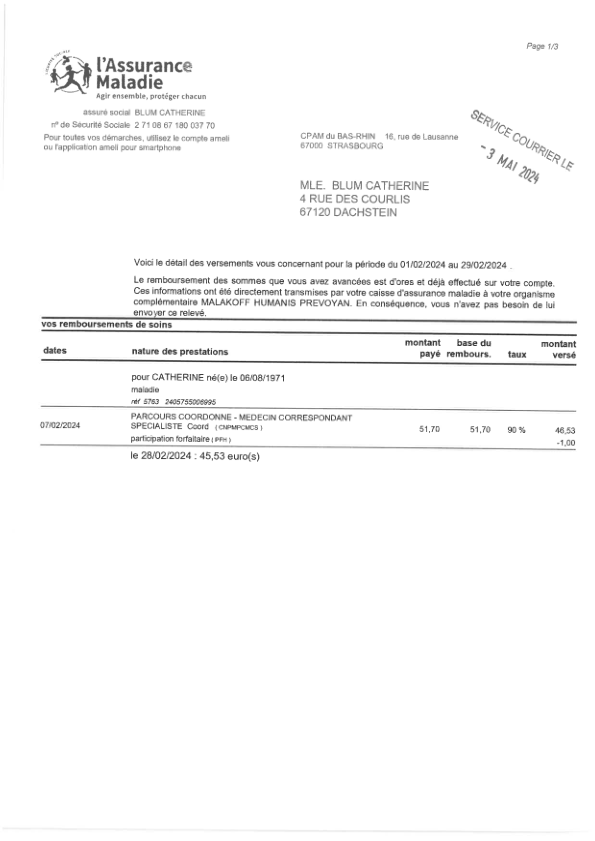 Page 1/3
l'Assurance
Maladie
Agir ensemble, protéger chacun
assuré social BLUM CATHERINE
nº de Sécurité Sociale 2 71 08 67 180 037 70
Pour toutes vos démarches, utilisez le compte ameli
ou l'application ameli pour smartphone
CPAM du BAS-RHIN 16, rue de Lausanne
67000 STRASBOURG
SERVICE COURRIER LE
- 3 MAI 2024
MLE. BLUM CATHERINE
4 RUE DES COURLIS
67120 DACHSTEIN
Voici le détail des versements vous concernant pour la période du 01/02/2024 au 29/02/2024 .
Le remboursement des sommes que vous avez avancées est d'ores et déjà effectué sur votre compte.
Ces informations ont été directement transmises par votre caisse d'assurance maladie à votre organisme
complémentaire MALAKOFF HUMANIS PREVOYAN. En conséquence, vous n'avez pas besoin de lui
envoyer ce relevé.
vos remboursements de soins
dates nature des prestations montant payé base du rembours. taux montant versé
pour CATHERINE né(e) le 06/08/1971
maladie
réf 5763 2405755006995
07/02/2024 PARCOURS COORDONNE - MEDECIN CORRESPONDANT
SPECIALISTE Coord ( CNPMPCMCS ) 51,70 51,70 90 % 46,53
participation forfaitaire ( PFH ) -1,00
le 28/02/2024 : 45,53 euro(s)